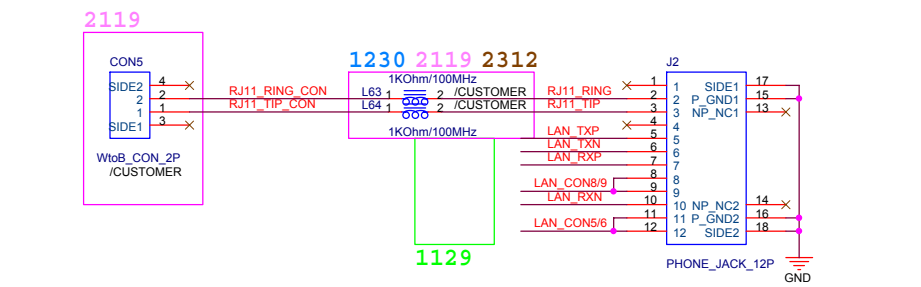 2119
1230 2119 2312
CON5
J2
1KOhm/100MHz
SIDE2 4
2 2 RJ11_RING_CON L63 1 2 /CUSTOMER RJ11_RING
1 1 RJ11_TIP_CON L64 1 2 /CUSTOMER RJ11_TIP
SIDE1 3
1KOhm/100MHz
WtoB_CON_2P
/CUSTOMER
LAN_TXP
LAN_TXN
LAN_RXP
LAN_CON8/9
LAN_RXN
LAN_CON5/6
1 1 SIDE1 17
2 2 P_GND1 15
3 3 NP_NC1 13
4 4
5 5
6 6
7 7
8 8
9 9
10 10 NP_NC2 14
11 11 P_GND2 16
12 12 SIDE2 18
1129
PHONE_JACK_12P
GND